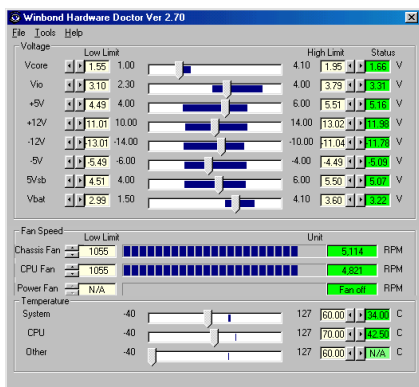 Winbond Hardware Doctor Ver 2.70
File Tools Help
Voltage
Low Limit High Limit Status
Vcore 1.55 1.00 4.10 1.95 1.66 V
Vio 3.10 2.30 4.00 3.79 3.31 V
+5V 4.49 4.00 6.00 5.51 5.16 V
+12V 11.01 10.00 14.00 13.02 11.98 V
-12V -13.01 -14.00 -10.00 -11.04 -11.78 V
-5V -5.49 -6.00 -4.00 -4.49 -5.09 V
5Vsb 4.51 4.00 6.00 5.50 5.07 V
Vbat 2.99 1.50 4.10 3.60 3.22 V
Fan Speed
Low Limit Unit
Chassis Fan 1055 5,114 RPM
CPU Fan 1055 4,821 RPM
Power Fan N/A Fan off RPM
Temperature
System -40 127 60.00 34.00 C
CPU -40 127 70.00 42.50 C
Other -40 127 60.00 N/A C